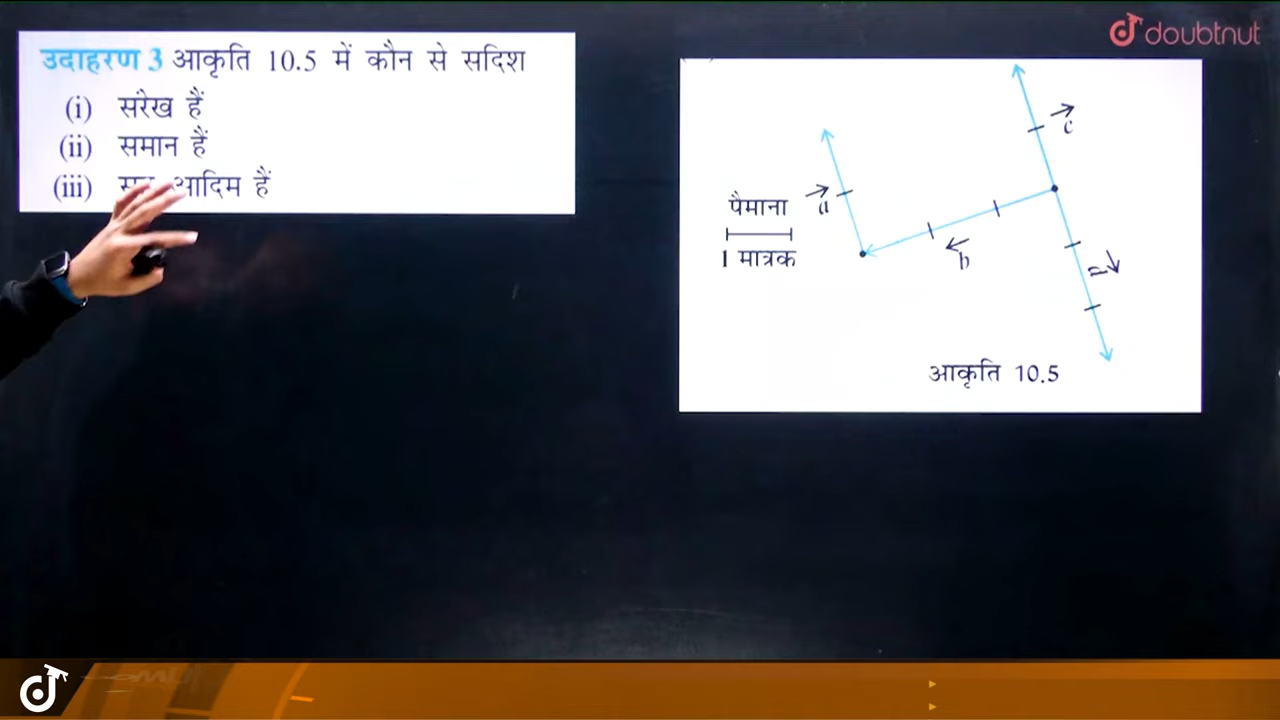 doubtnut
उदाहरण 3 आकृति 10.5 में कौन से सदिश
(i) संरेख हैं
(ii) समान हैं
(iii) आदिम हैं
c
a
पैमाना
1 मात्रक
b
आकृति 10.5